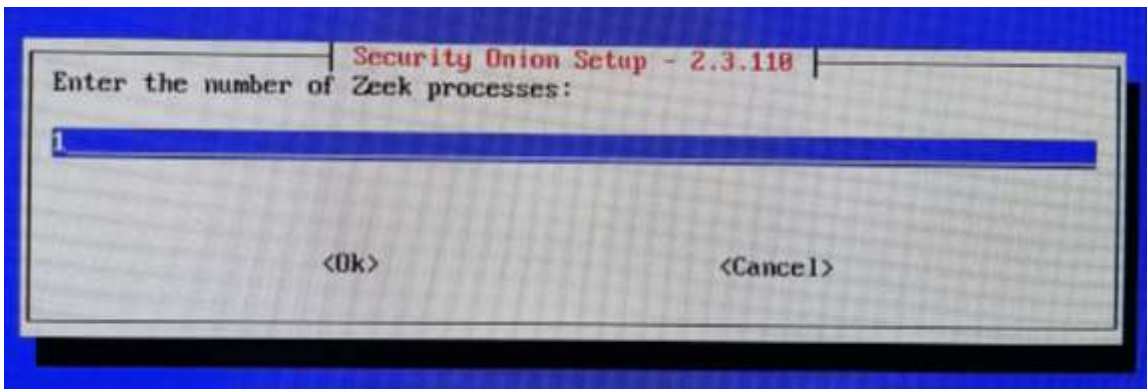 Security Onion Setup - 2.3.110
Enter the number of Zeek processes:
1
<Ok> <Cancel>